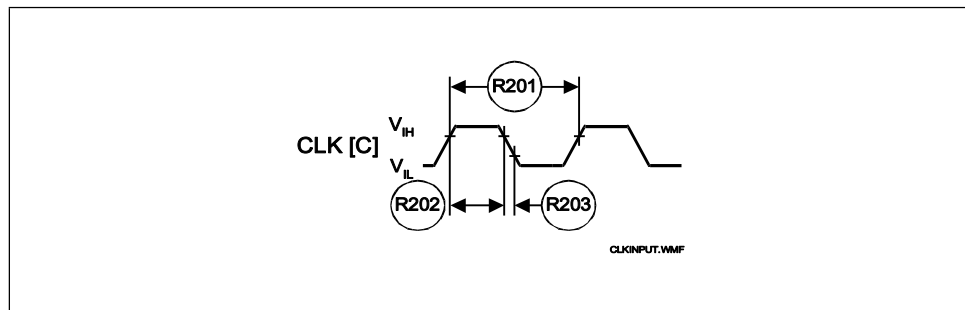 R201
V_IH
CLK [C]
V_IL
R202
R203
CLKINPUT.WMF